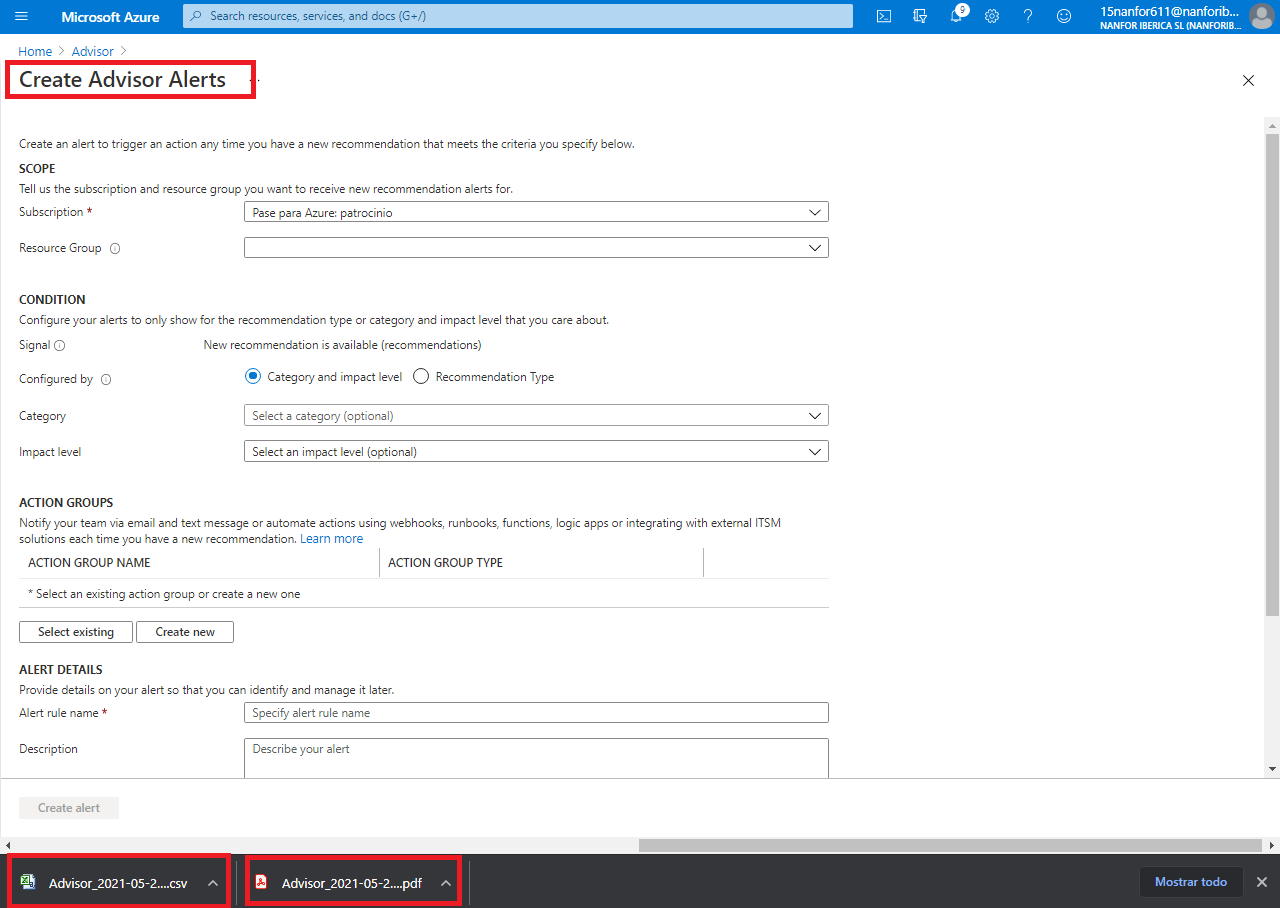 Microsoft Azure
Search resources, services, and docs (G+/)
9
15nanfor611@nanforib...
NANFOR IBERICA SL (NANFORIB...
Home > Advisor >
Create Advisor Alerts
Create an alert to trigger an action any time you have a new recommendation that meets the criteria you specify below.
SCOPE
Tell us the subscription and resource group you want to receive new recommendation alerts for.
Subscription *
Pase para Azure: patrocinio
Resource Group
CONDITION
Configure your alerts to only show for the recommendation type or category and impact level that you care about.
Signal
New recommendation is available (recommendations)
Configured by
Category and impact level
Recommendation Type
Category
Select a category (optional)
Impact level
Select an impact level (optional)
ACTION GROUPS
Notify your team via email and text message or automate actions using webhooks, runbooks, functions, logic apps or integrating with external ITSM
solutions each time you have a new recommendation. Learn more
ACTION GROUP NAME
ACTION GROUP TYPE
* Select an existing action group or create a new one
Select existing
Create new
ALERT DETAILS
Provide details on your alert so that you can identify and manage it later.
Alert rule name *
Specify alert rule name
Description
Describe your alert
Create alert
Advisor_2021-05-2....csv
Advisor_2021-05-2....pdf
Mostrar todo